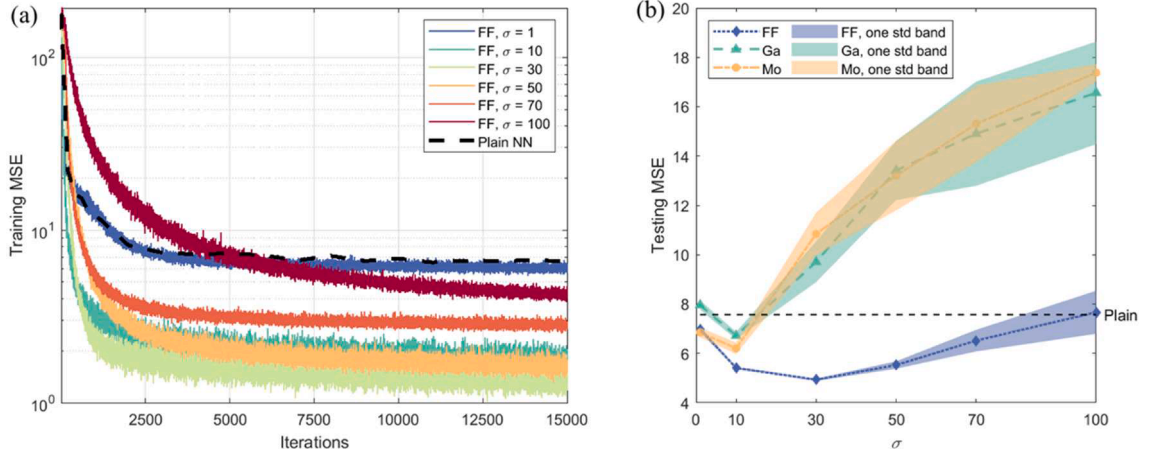 (a)
Training MSE
10²
10¹
10⁰
2500 5000 7500 10000 12500 15000
Iterations
FF, σ = 1
FF, σ = 10
FF, σ = 30
FF, σ = 50
FF, σ = 70
FF, σ = 100
Plain NN
(b)
Testing MSE
20
18
16
14
12
10
8
6
4
0 10 30 50 70 100
σ
FF FF, one std band
Ga Ga, one std band
Mo Mo, one std band
Plain